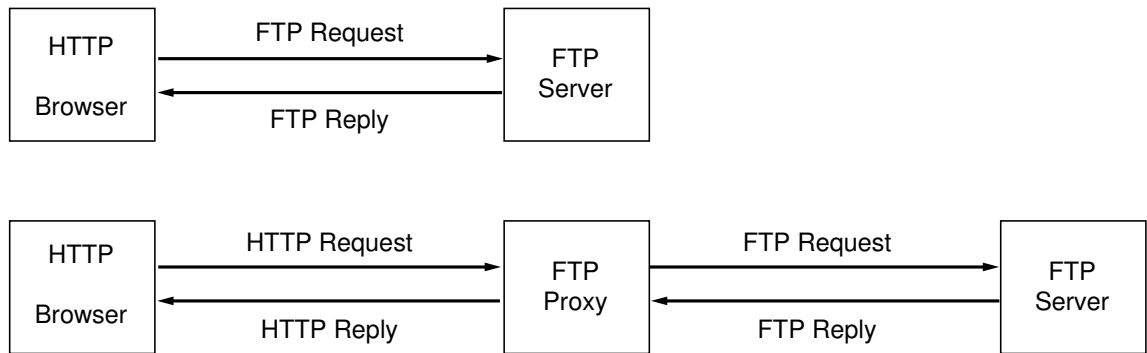 HTTP
Browser
FTP Request
FTP Reply
FTP
Server
HTTP
Browser
HTTP Request
HTTP Reply
FTP
Proxy
FTP Request
FTP Reply
FTP
Server